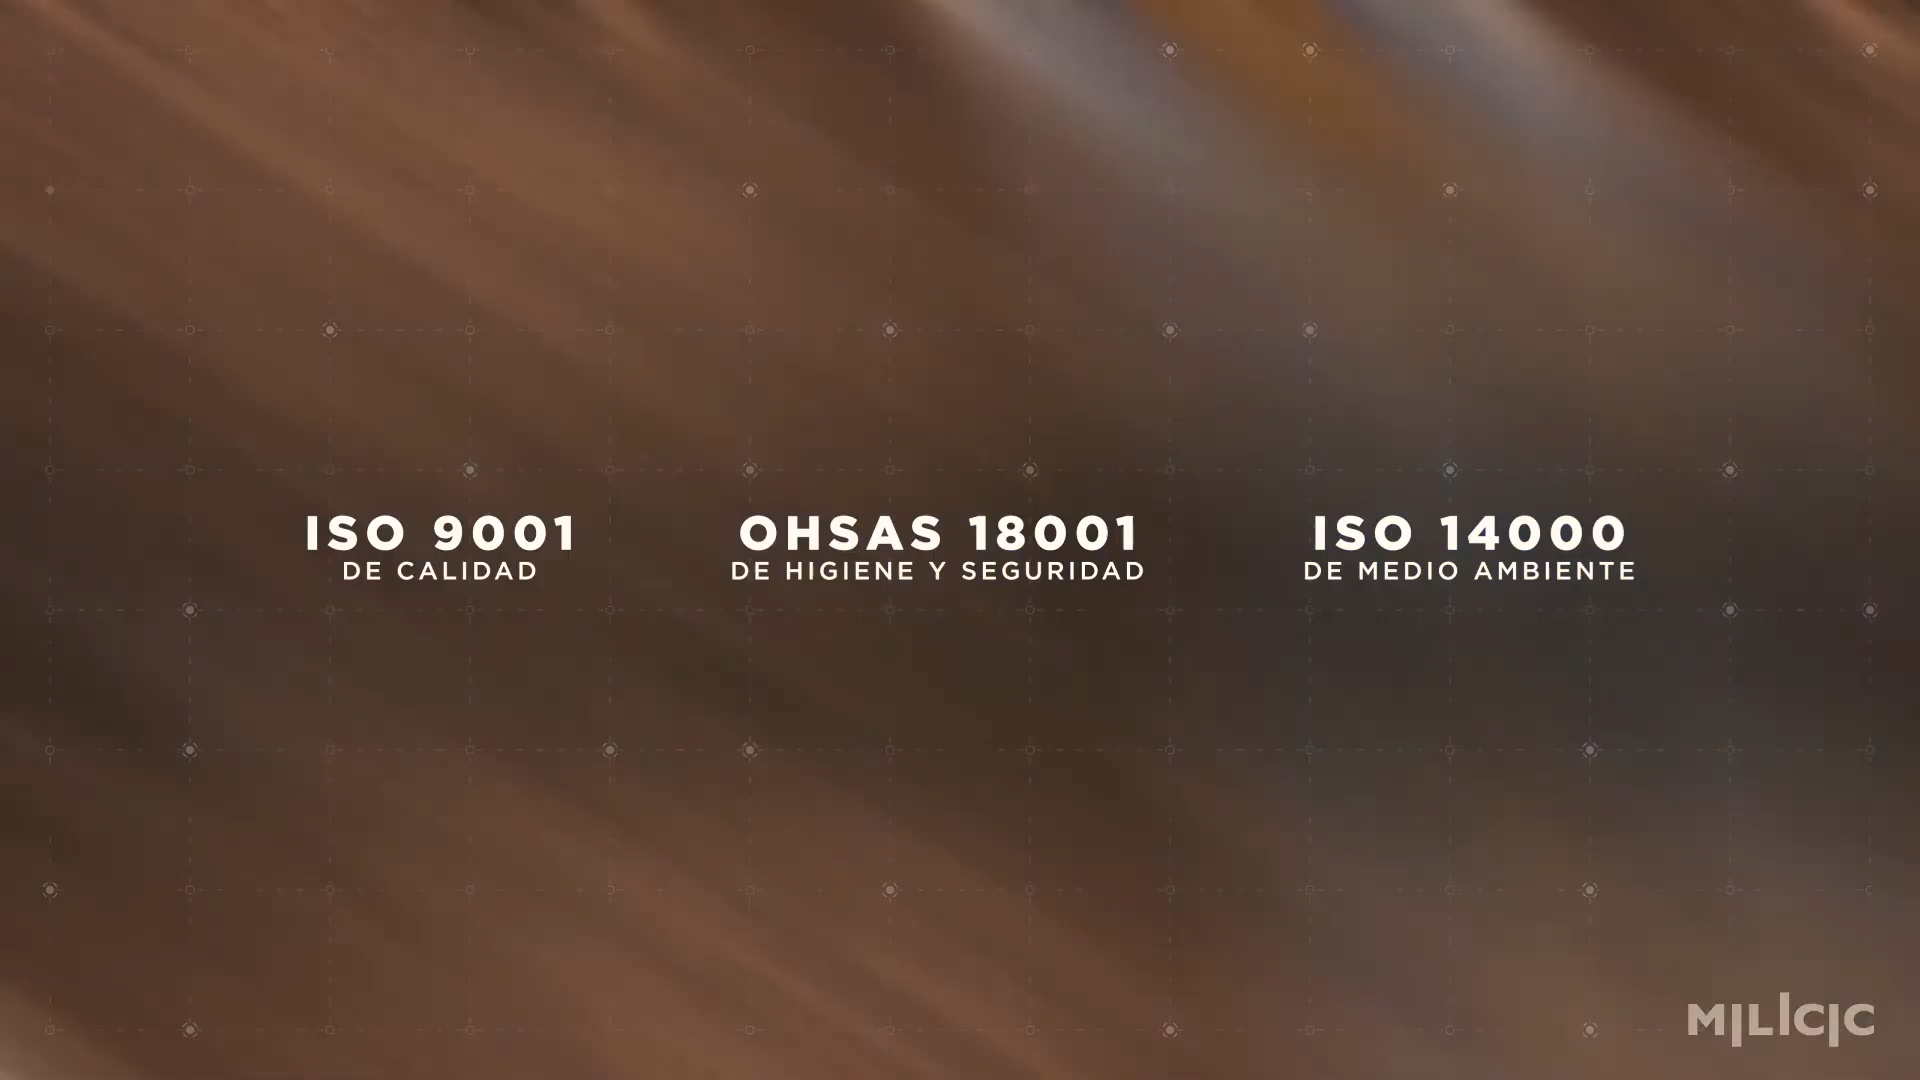 ISO 9001
DE CALIDAD
OHSAS 18001
DE HIGIENE Y SEGURIDAD
ISO 14000
DE MEDIO AMBIENTE
MILICIC